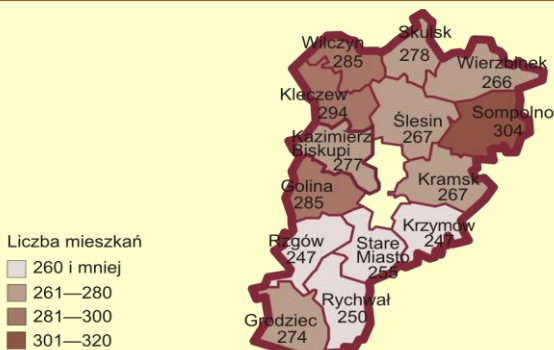 Skulsk
278
Wilczyn
285
Wierzbinek
266
Kleczew
294
Ślesin
267
Sompolno
304
Kazimierz
Biskupi
277
Kramsk
267
Golina
285
Krzymów
247
Rzgów
247
Stare
Miasto
255
Rychwał
250
Grodziec
274
Liczba mieszkań
260 i mniej
261—280
281—300
301—320